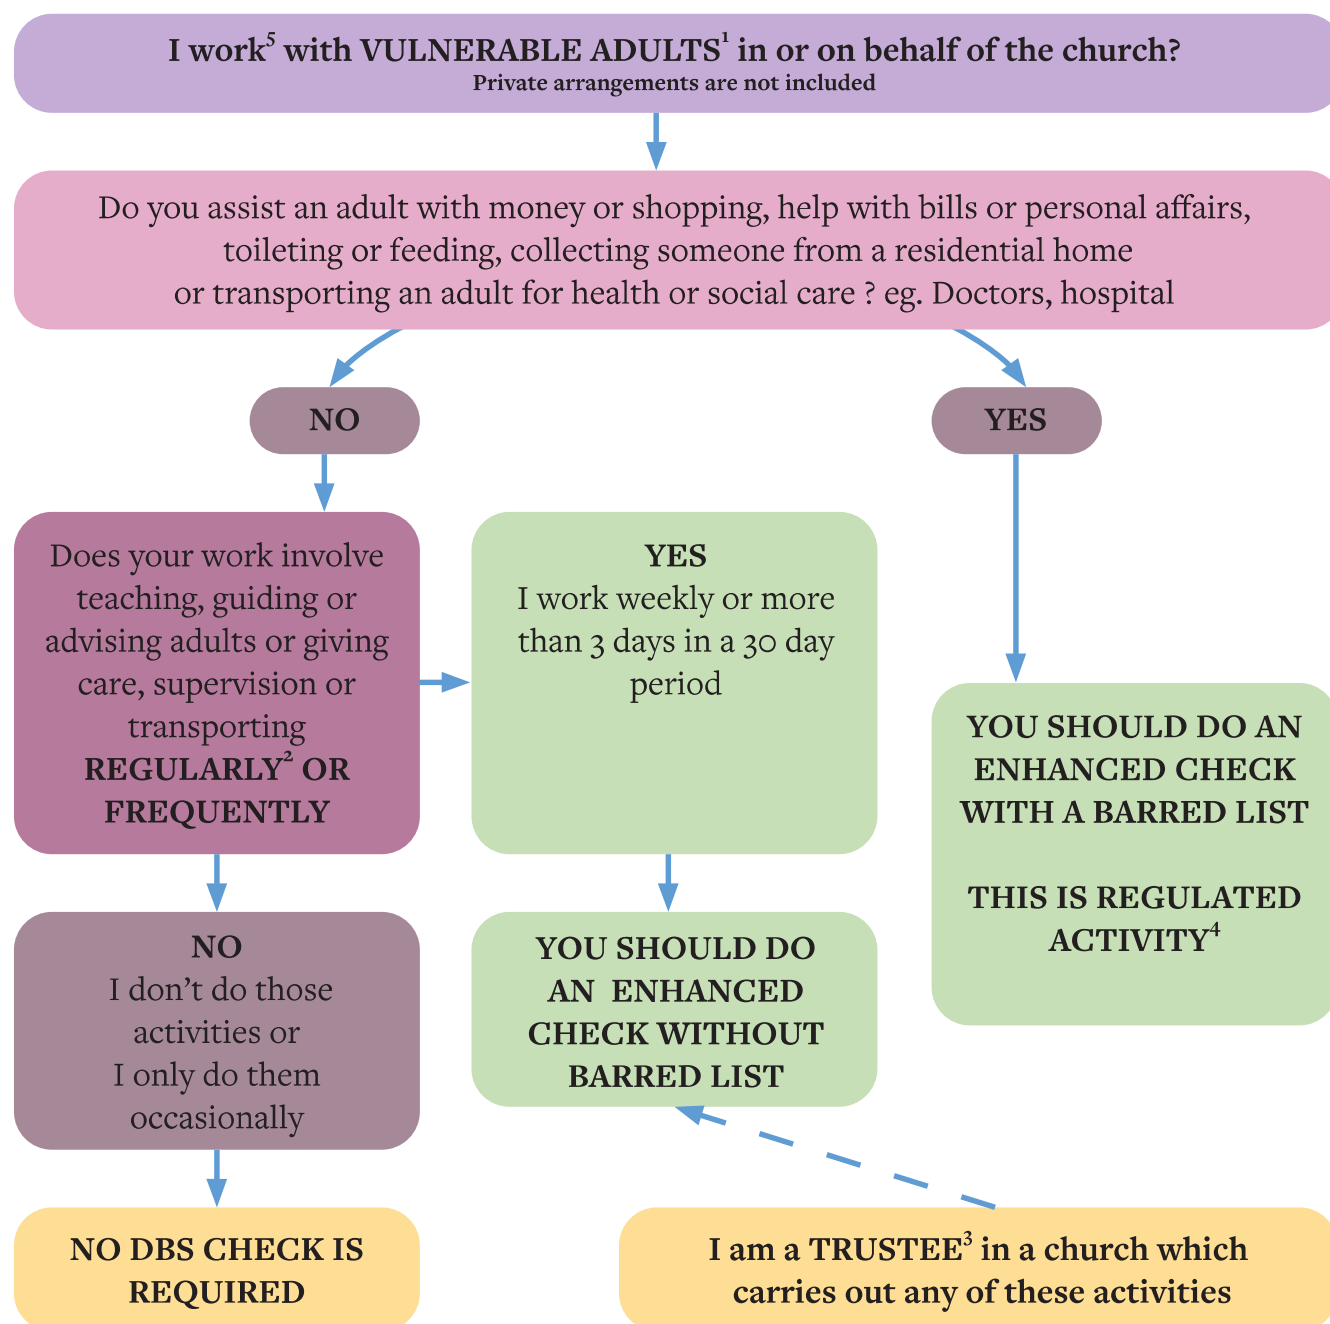 I work⁵ with VULNERABLE ADULTS¹ in or on behalf of the church?
Private arrangements are not included
Do you assist an adult with money or shopping, help with bills or personal affairs,
toileting or feeding, collecting someone from a residential home
or transporting an adult for health or social care ? eg. Doctors, hospital
NO
YES
Does your work involve
teaching, guiding or
advising adults or giving
care, supervision or
transporting
REGULARLY² OR
FREQUENTLY
YES
I work weekly or more
than 3 days in a 30 day
period
YOU SHOULD DO AN
ENHANCED CHECK
WITH A BARRED LIST
THIS IS REGULATED
ACTIVITY⁴
NO
I don’t do those
activities or
I only do them
occasionally
YOU SHOULD DO
AN ENHANCED
CHECK WITHOUT
BARRED LIST
NO DBS CHECK IS
REQUIRED
I am a TRUSTEE³ in a church which
carries out any of these activities